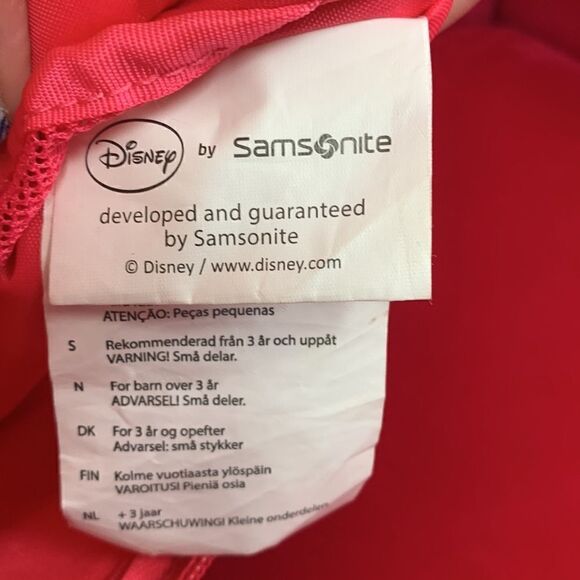 Disney by Samsonite
developed and guaranteed
by Samsonite
© Disney / www.disney.com
ATENÇÃO: Peças pequenas
S Rekommenderad från 3 år och uppåt
VARNING! Små delar.
N For barn over 3 år
ADVARSEL! Små deler.
DK For 3 år og opefter
Advarsel: små stykker
FIN Kolme vuotiaasta ylöspäin
VAROITUS! Pieniä osia
NL + 3 jaar
WAARSCHUWING! Kleine onderdelen